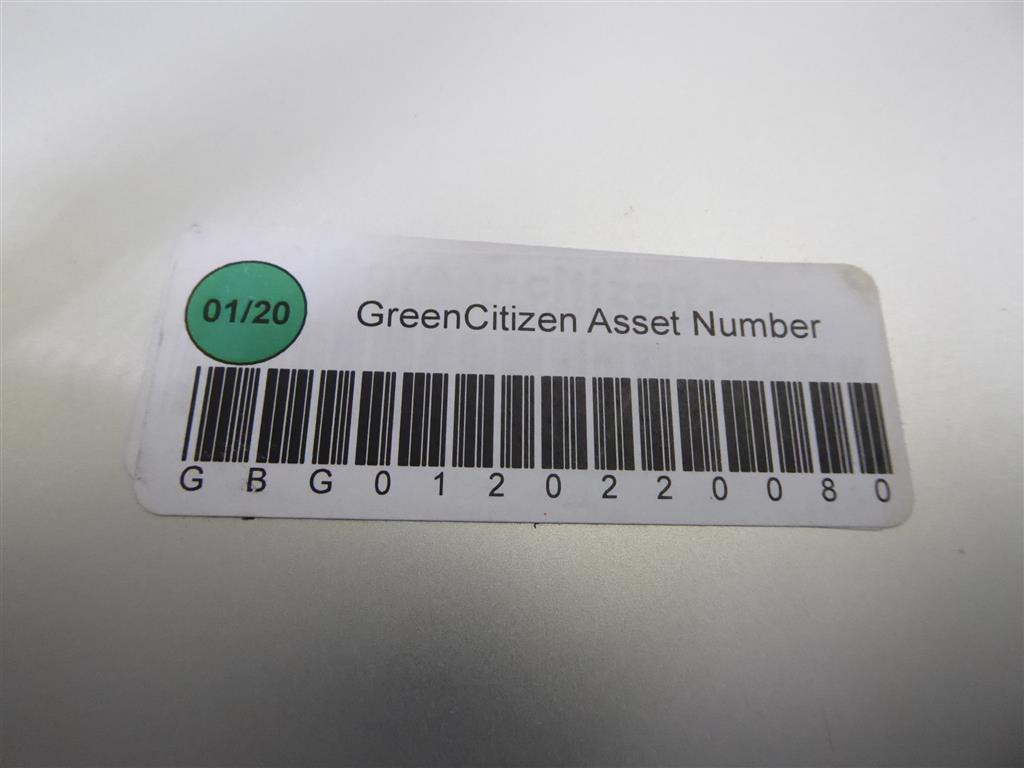 01/20 GreenCitizen Asset Number
G B G 0 1 2 0 2 2 0 0 8 0